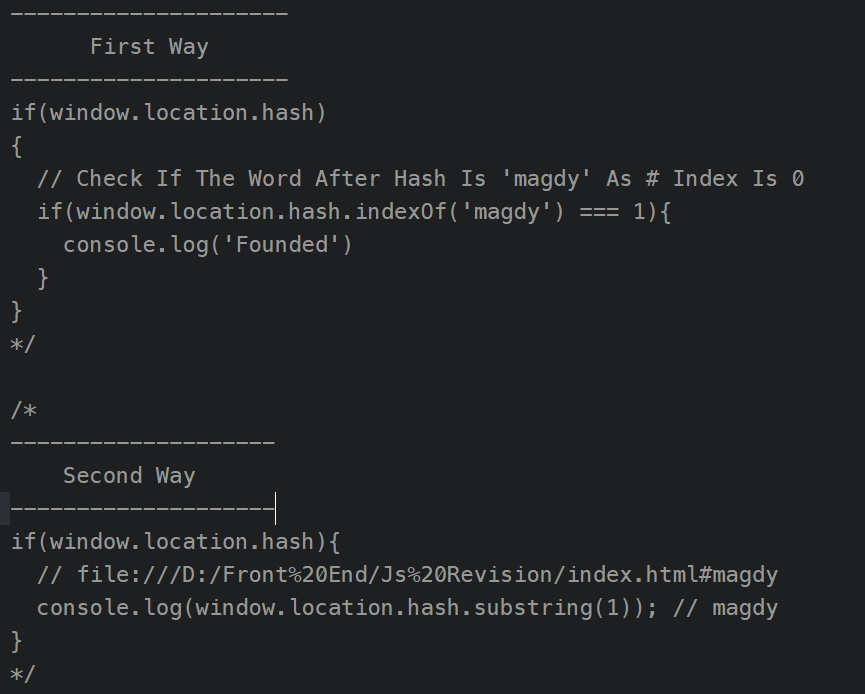 ---------------------
      First Way
---------------------
if(window.location.hash)
{
  // Check If The Word After Hash Is 'magdy' As # Index Is 0
  if(window.location.hash.indexOf('magdy') === 1){
    console.log('Founded')
  }
}
*/

/*
--------------------
    Second Way
--------------------
if(window.location.hash){
  // file:///D:/Front%20End/Js%20Revision/index.html#magdy
  console.log(window.location.hash.substring(1)); // magdy
}
*/